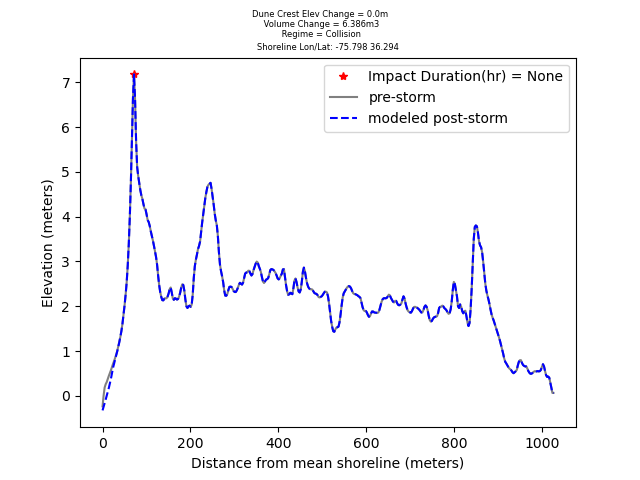 Dune Crest Elev Change = 0.0m
Volume Change = 6.386m3
Regime = Collision
Shoreline Lon/Lat: -75.798 36.294
Impact Duration(hr) = None
pre-storm
modeled post-storm
Elevation (meters)
7
6
5
4
3
2
1
0
0 200 400 600 800 1000
Distance from mean shoreline (meters)